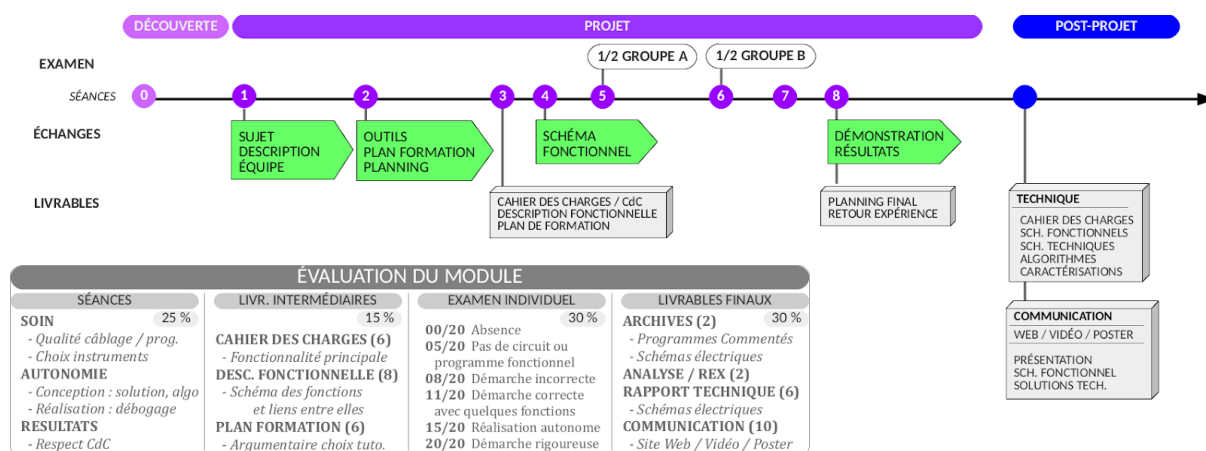 DÉCOUVERTE
PROJET
POST-PROJET
EXAMEN
1/2 GROUPE A
1/2 GROUPE B
SÉANCES
0
1
2
3
4
5
6
7
8
ÉCHANGES
SUJET
DESCRIPTION
ÉQUIPE
OUTILS
PLAN FORMATION
PLANNING
SCHÉMA
FONCTIONNEL
DÉMONSTRATION
RÉSULTATS
LIVRABLES
CAHIER DES CHARGES / CdC
DESCRIPTION FONCTIONNELLE
PLAN DE FORMATION
PLANNING FINAL
RETOUR EXPÉRIENCE
TECHNIQUE
CAHIER DES CHARGES
SCH. FONCTIONNELS
SCH. TECHNIQUES
ALGORITHMES
CARACTÉRISATIONS
COMMUNICATION
WEB / VIDÉO / POSTER
PRÉSENTATION
SCH. FONCTIONNEL
SOLUTIONS TECH.
ÉVALUATION DU MODULE
SÉANCES
25 %
SOIN
- Qualité câblage / prog.
- Choix instruments
AUTONOMIE
- Conception : solution, algo
- Réalisation : débogage
RESULTATS
- Respect CdC
LIVR. INTERMÉDIAIRES
15 %
CAHIER DES CHARGES (6)
- Fonctionnalité principale
DESC. FONCTIONNELLE (8)
- Schéma des fonctions
et liens entre elles
PLAN FORMATION (6)
- Argumentaire choix tuto.
EXAMEN INDIVIDUEL
30 %
00/20 Absence
05/20 Pas de circuit ou
programme fonctionnel
08/20 Démarche incorrecte
11/20 Démarche correcte
avec quelques fonctions
15/20 Réalisation autonome
20/20 Démarche rigoureuse
LIVRABLES FINAUX
30 %
ARCHIVES (2)
- Programmes Commentés
- Schémas électriques
ANALYSE / REX (2)
RAPPORT TECHNIQUE (6)
- Schémas électriques
COMMUNICATION (10)
- Site Web / Vidéo / Poster